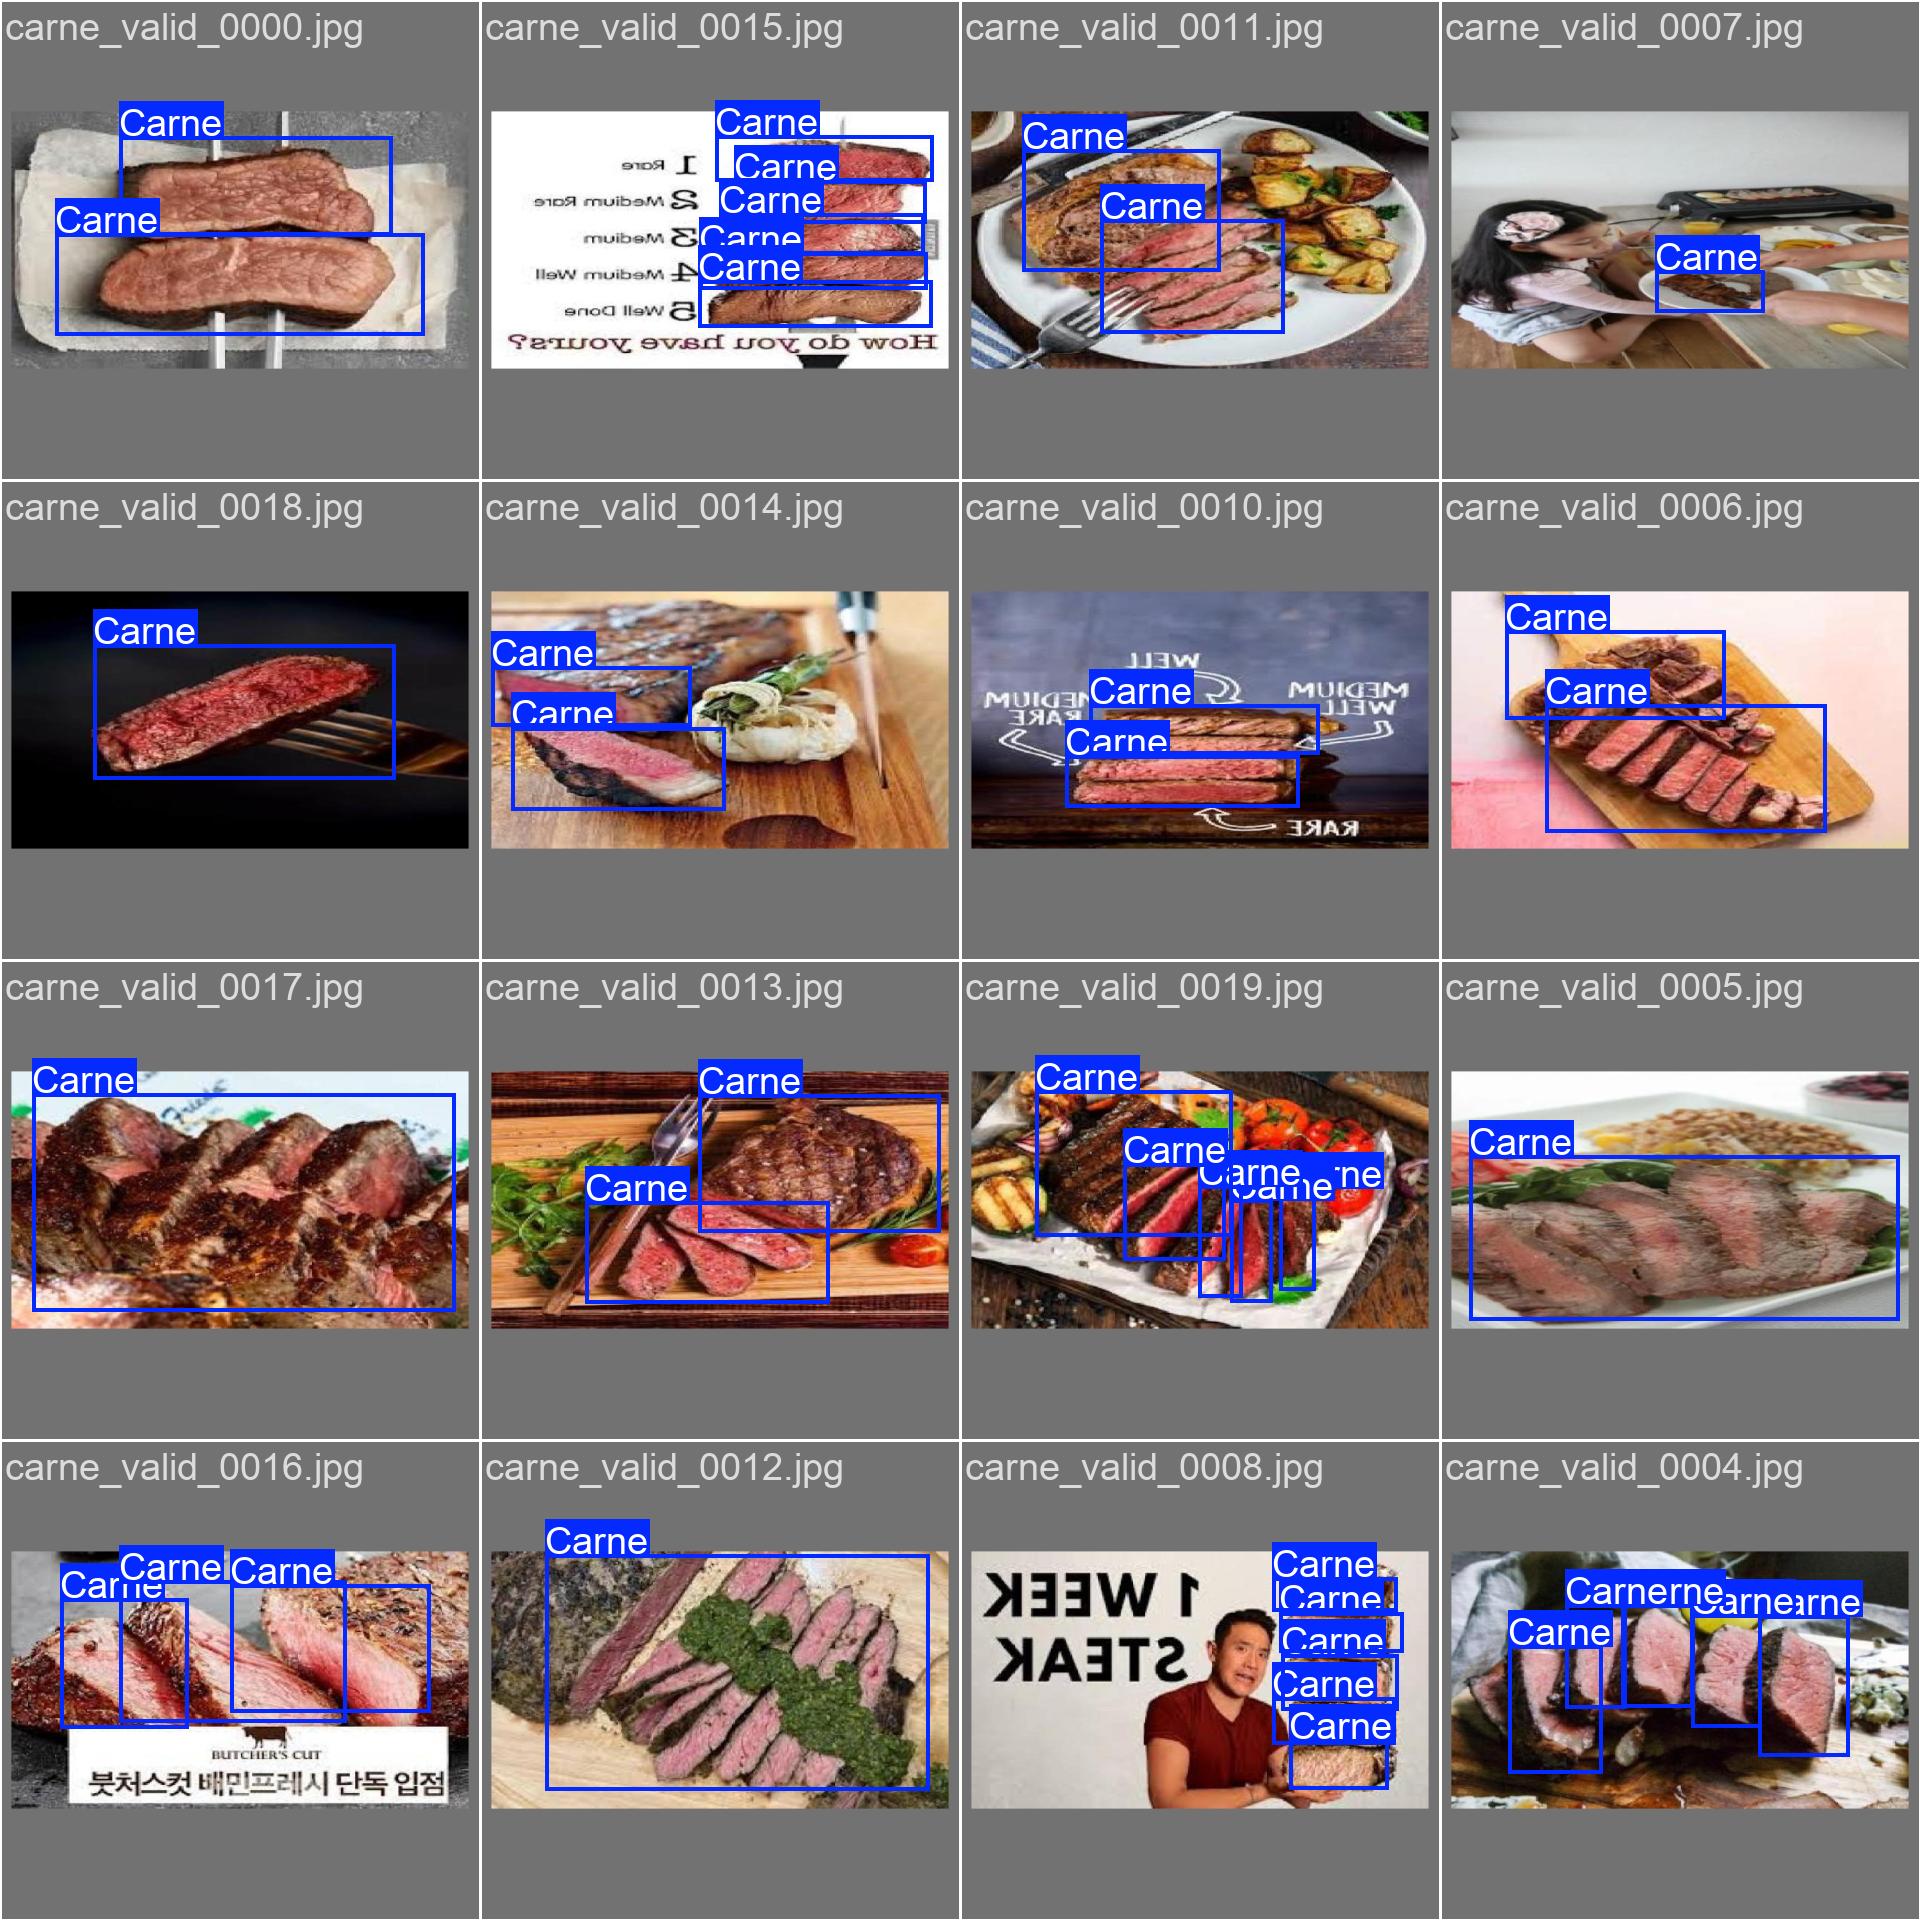 carne_valid_0000.jpg
Carne
Carne
carne_valid_0015.jpg
Carne
Carne
Carne
Carne
Carne
1 Rare
2 Medium Rare
3 Medium
4 Medium Well
5 Well Done
How do you have yours?
carne_valid_0011.jpg
Carne
Carne
carne_valid_0007.jpg
Carne
carne_valid_0018.jpg
Carne
carne_valid_0014.jpg
Carne
Carne
carne_valid_0010.jpg
WELL
MEDIUM
WELL
MEDIUM
RARE
Carne
Carne
RARE
carne_valid_0006.jpg
Carne
Carne
carne_valid_0017.jpg
Carne
carne_valid_0013.jpg
Carne
Carne
carne_valid_0019.jpg
Carne
Carne
Carne
Carne
carne_valid_0005.jpg
Carne
carne_valid_0016.jpg
Carne
Carne
Carne
BUTCHER'S CUT
붓처스컷 배민프레시 단독 입점
carne_valid_0012.jpg
Carne
carne_valid_0008.jpg
1 WEEK
STEAK
Carne
Carne
Carne
Carne
Carne
carne_valid_0004.jpg
Carne
Carne
Carne